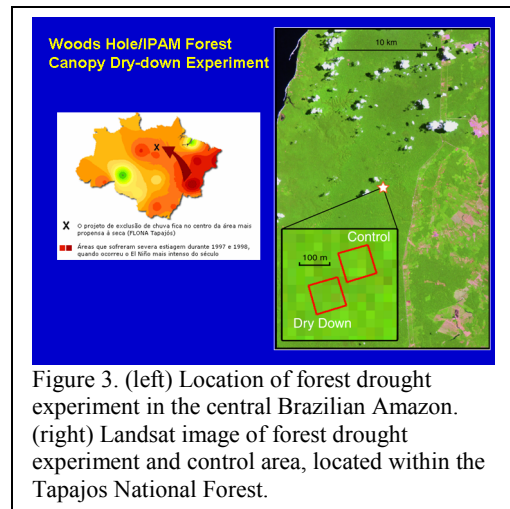 Woods Hole/IPAM Forest
Canopy Dry-down Experiment
X
X O projeto de exclusão de chuva fica no centro da área mais
propensa à seca (FLONA Tapajós)
Áreas que sofreram severa estiagem durante 1997 e 1998,
quando ocorreu o El Niño mais intenso do século
10 km
Control
100 m
Dry Down
Figure 3. (left) Location of forest drought
experiment in the central Brazilian Amazon.
(right) Landsat image of forest drought
experiment and control area, located within the
Tapajos National Forest.